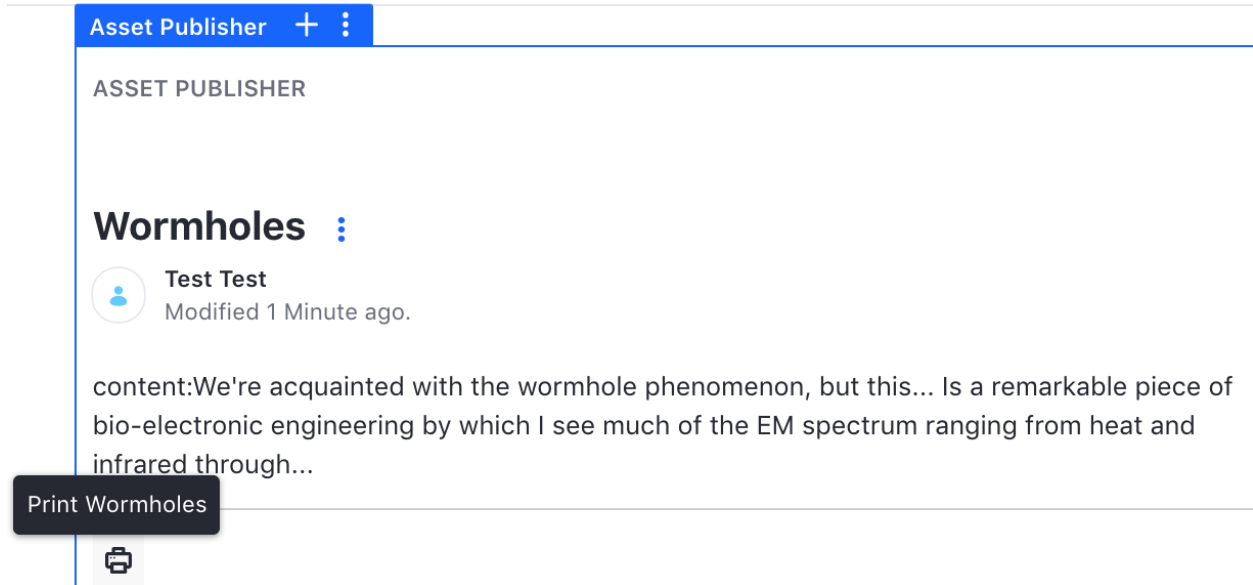 Asset Publisher
ASSET PUBLISHER
Wormholes
Test Test
Modified 1 Minute ago.
content:We're acquainted with the wormhole phenomenon, but this... Is a remarkable piece of
bio-electronic engineering by which I see much of the EM spectrum ranging from heat and
infrared through...
Print Wormholes